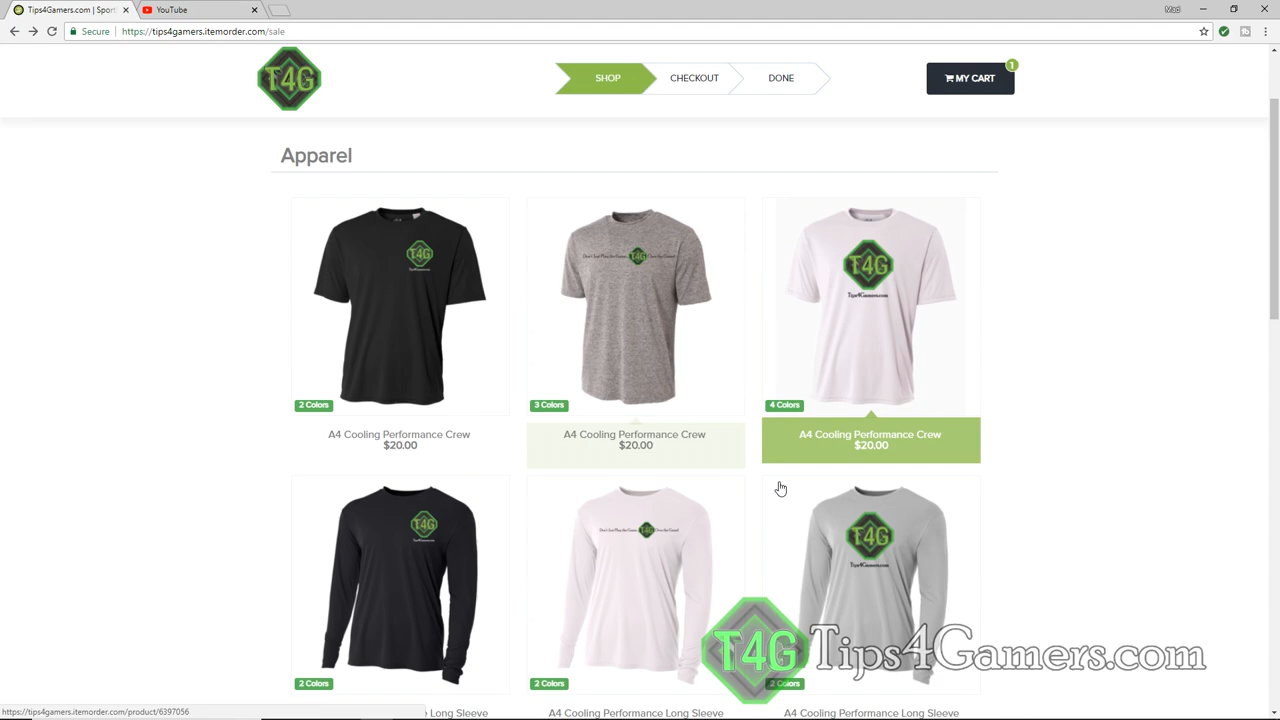 Tips4Gamers.com | Sport
YouTube
Mod
Secure
https://tips4gamers.itemorder.com/sale
T4G
SHOP
CHECKOUT
DONE
MY CART
1
Apparel
T4G
T4G
T4G
Tips4Gamers.com
2 Colors
3 Colors
4 Colors
A4 Cooling Performance Crew
$20.00
A4 Cooling Performance Crew
$20.00
A4 Cooling Performance Crew
$20.00
T4G
T4G
T4G
Tips4Gamers.com
T4G Tips4Gamers.com
2 Colors
2 Colors
2 Colors
https://tips4gamers.itemorder.com/product/6397056
Long Sleeve
A4 Cooling Performance Long Sleeve
A4 Cooling Performance Long Sleeve